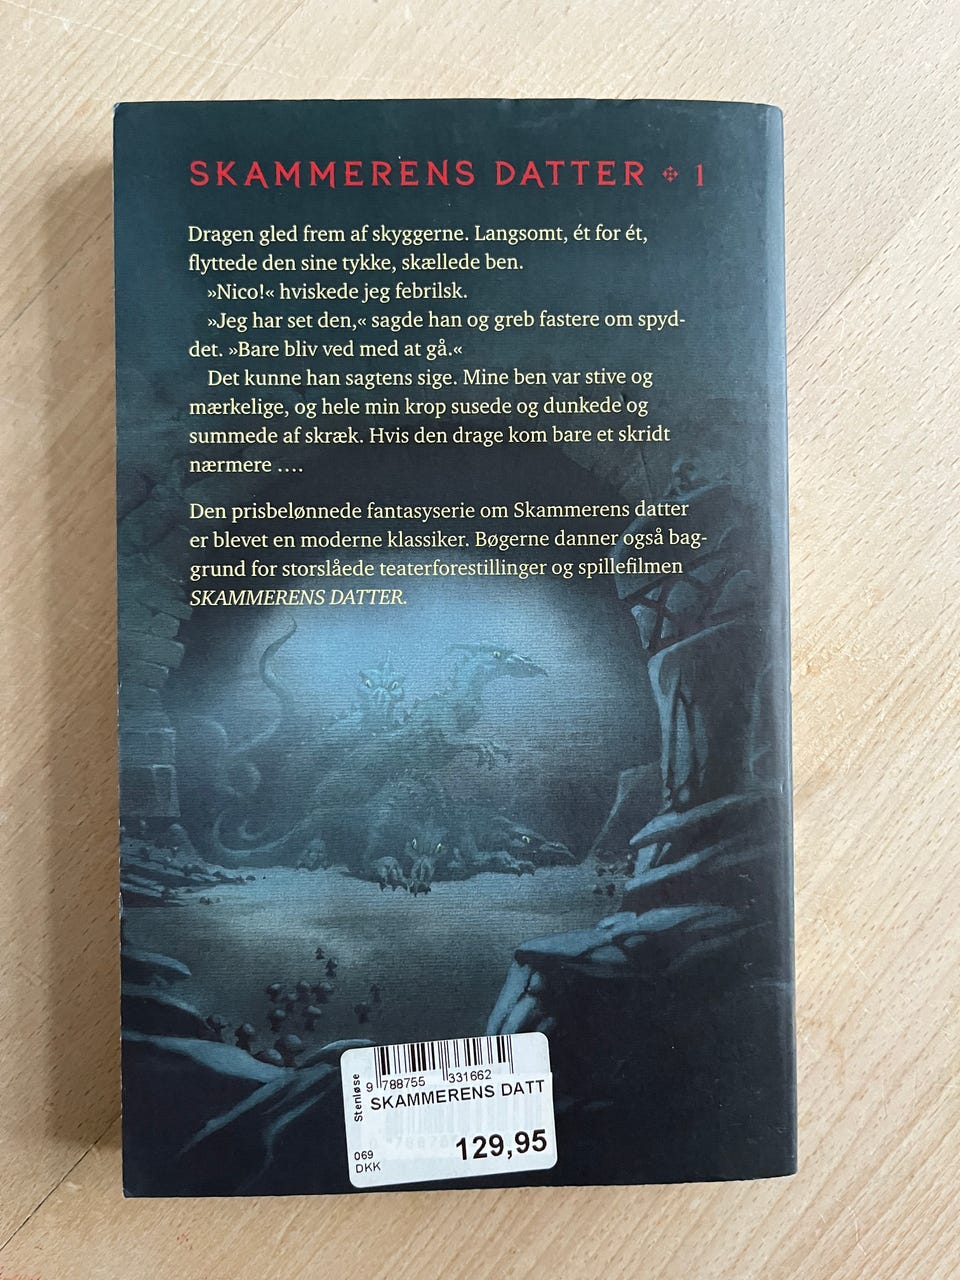 SKAMMERENS DATTER ✣ 1
Dragen gled frem af skyggerne. Langsomt, ét for ét,
flyttede den sine tykke, skællede ben.
»Nico!« hviskede jeg febrilsk.
»Jeg har set den,« sagde han og greb fastere om spyd-
det. »Bare bliv ved med at gå.«
Det kunne han sagtens sige. Mine ben var stive og
mærkelige, og hele min krop susede og dunkede og
summede af skræk. Hvis den drage kom bare et skridt
nærmere ….
Den prisbelønnede fantasyserie om Skammerens datter
er blevet en moderne klassiker. Bøgerne danner også bag-
grund for storslåede teaterforestillinger og spillefilmen
SKAMMERENS DATTER.
Stenløse
9 788755 331662
SKAMMERENS DATT
069
DKK
129,95